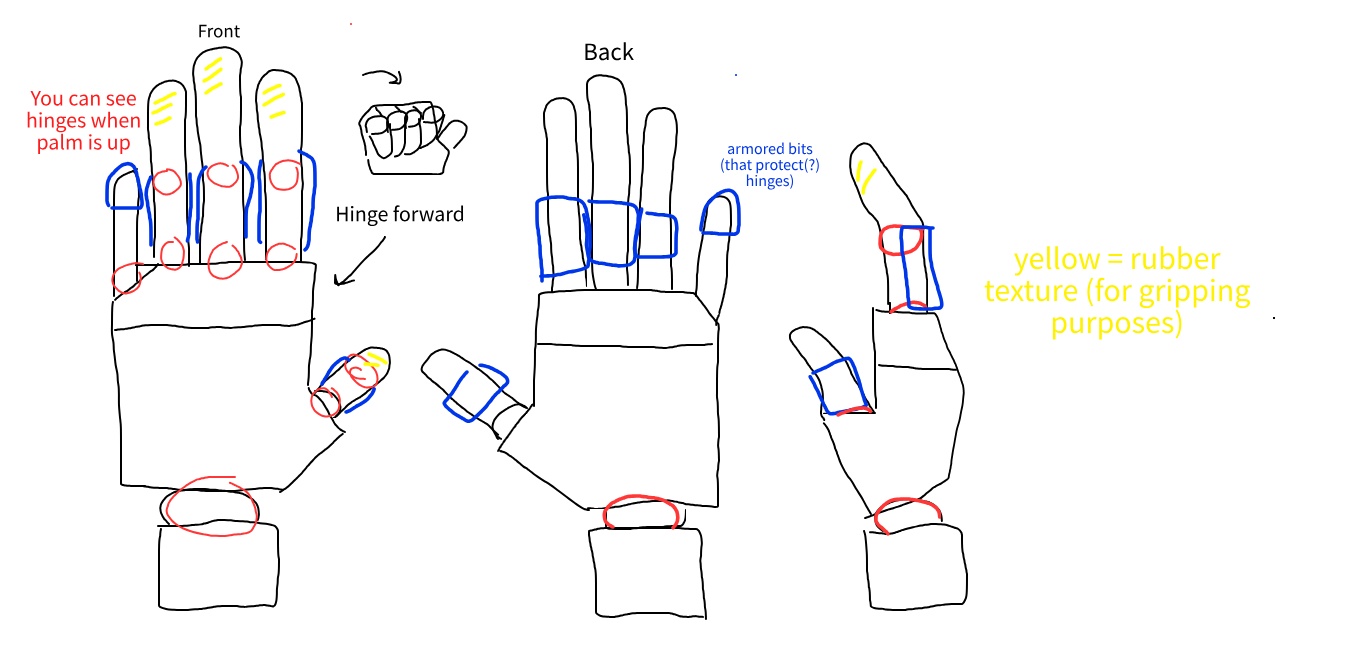 Front
Back
You can see
hinges when
palm is up
armored bits
(that protect(?)
hinges)
Hinge forward
yellow = rubber
texture (for gripping
purposes)